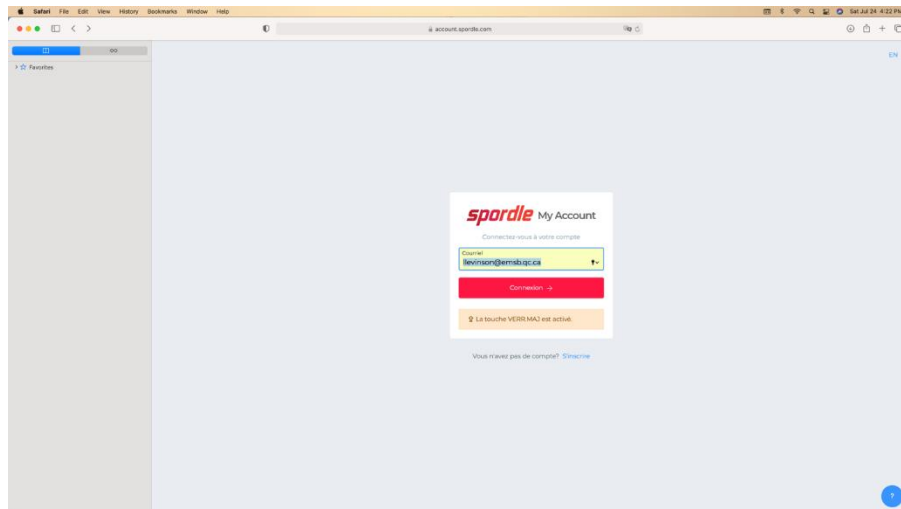 Safari File Edit View History Bookmarks Window Help
Sat Jul 24 4:22 PM
account.spordle.com
Favorites
EN
spordle My Account
Connectez-vous à votre compte
Courriel
llevinson@emsb.qc.ca
Connexion →
La touche VERR.MAJ est activé.
Vous n'avez pas de compte? S'inscrire
?